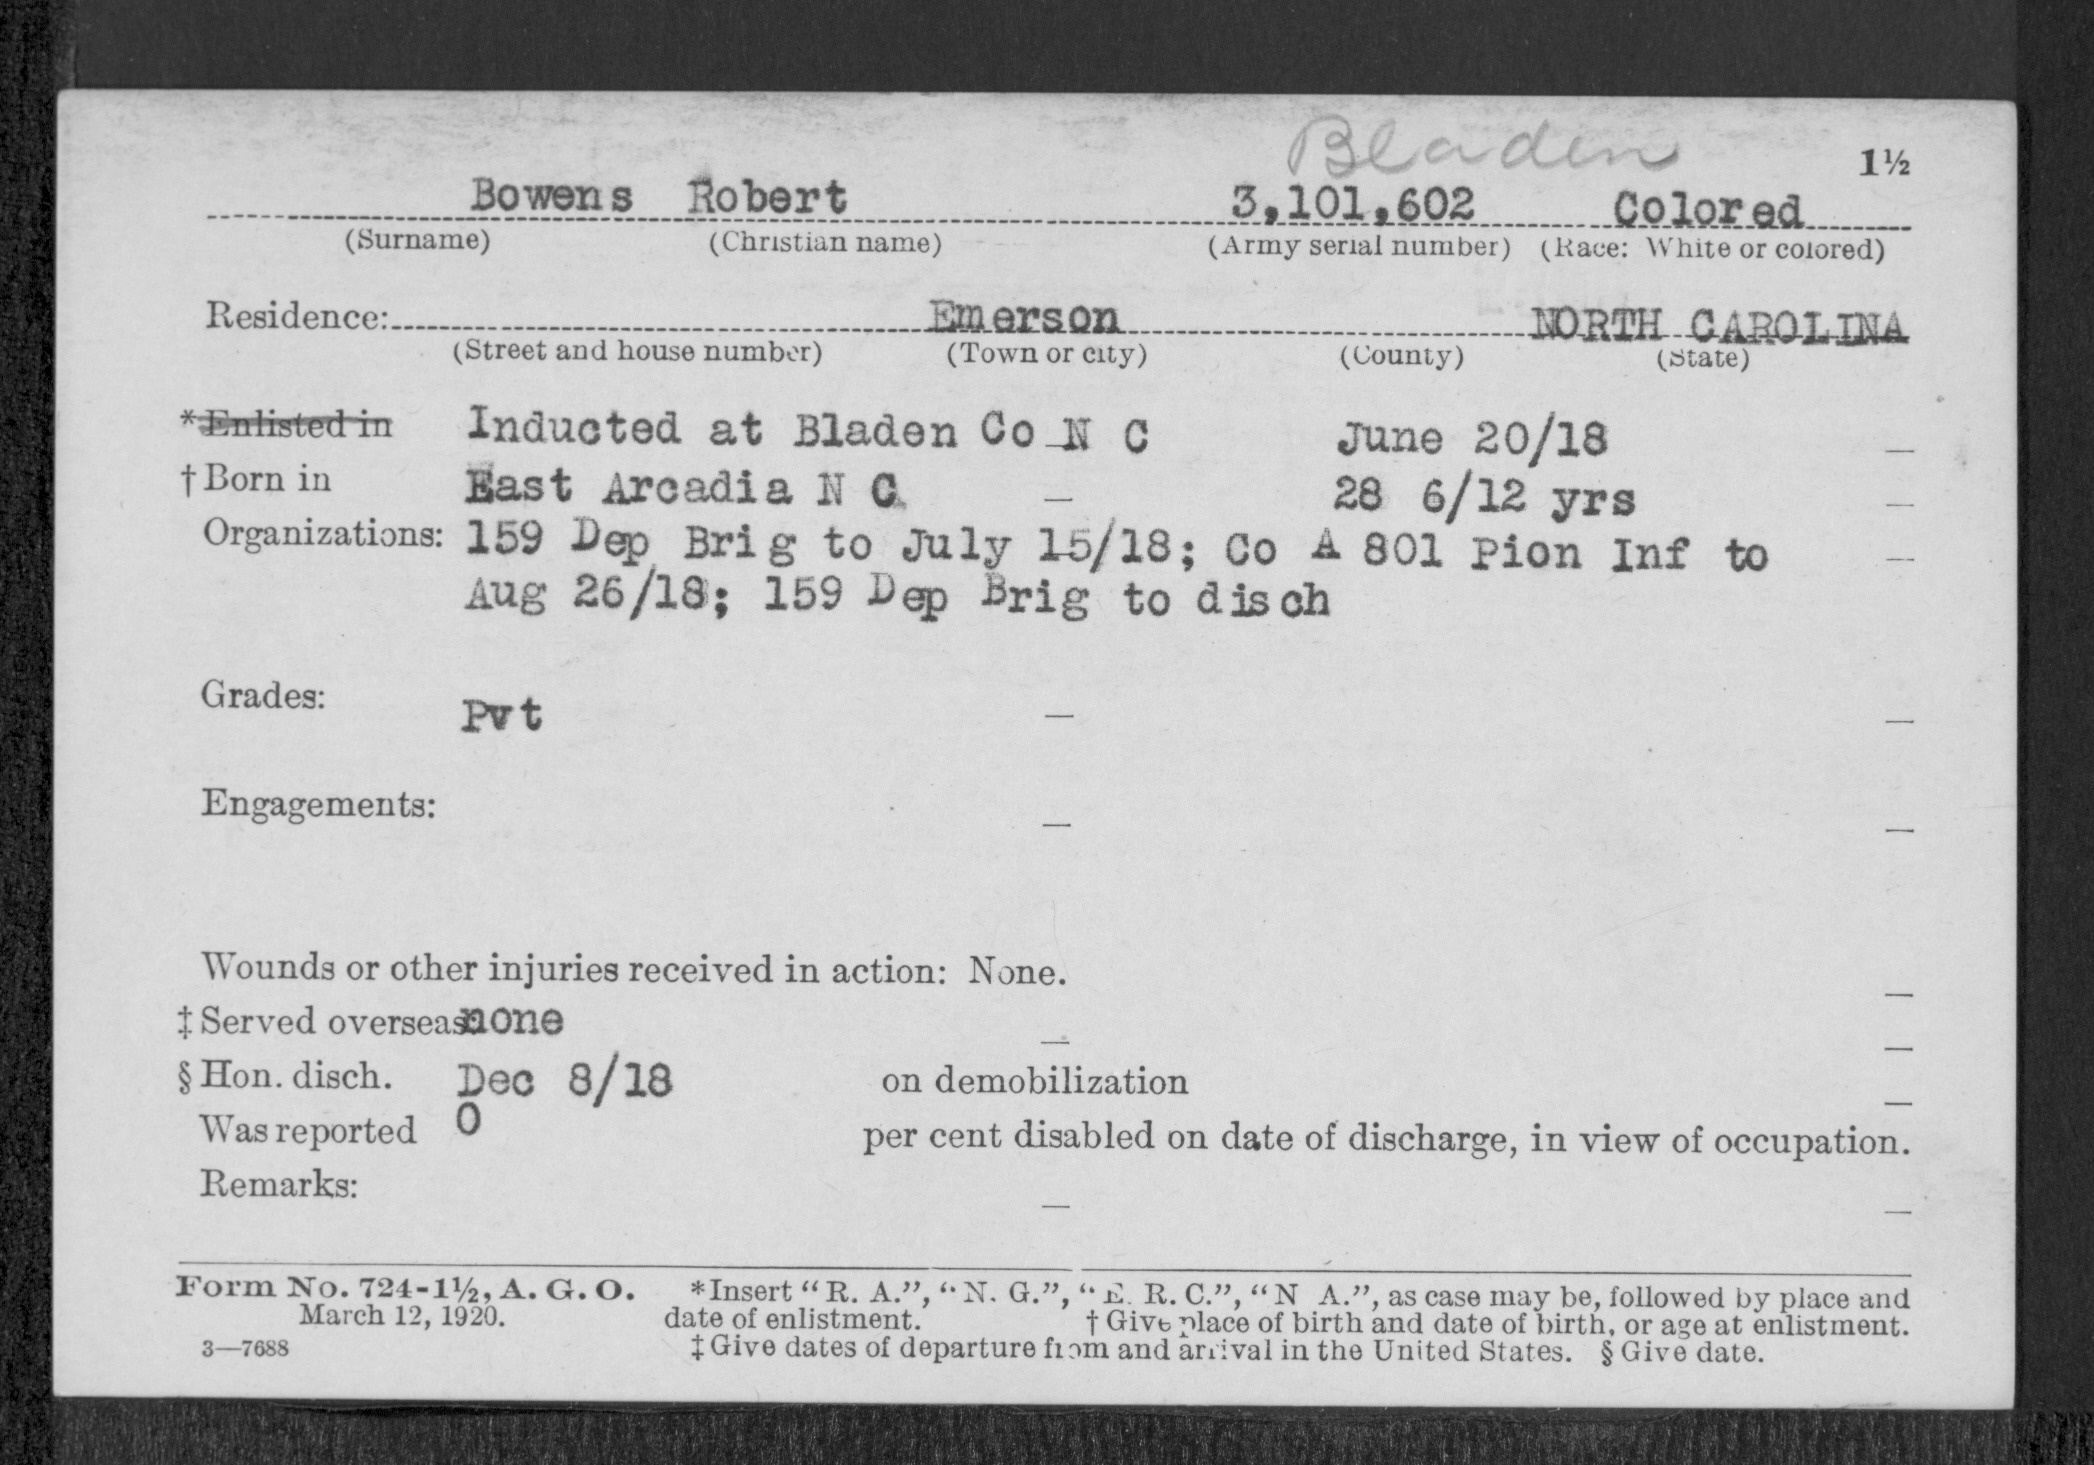 Bladen
1½
Bowens Robert 3,101,602 Colored
(Surname) (Christian name) (Army serial number) (Race: White or colored)
Residence: Emerson NORTH CAROLINA
(Street and house number) (Town or city) (County) (State)
*Enlisted in Inducted at Bladen Co N C June 20/18
†Born in East Arcadia N C 28 6/12 yrs
Organizations: 159 Dep Brig to July 15/18; Co A 801 Pion Inf to
Aug 26/18; 159 Dep Brig to disch
Grades: Pvt
Engagements:
Wounds or other injuries received in action: None.
‡Served overseas: none
§Hon. disch. Dec 8/18 on demobilization
Was reported 0 per cent disabled on date of discharge, in view of occupation.
Remarks:
Form No. 724-1½, A. G. O. *Insert “R. A.”, “N. G.”, “E. R. C.”, “N A.”, as case may be, followed by place and
March 12, 1920. date of enlistment. †Give place of birth and date of birth, or age at enlistment.
3—7688 ‡Give dates of departure from and arrival in the United States. §Give date.